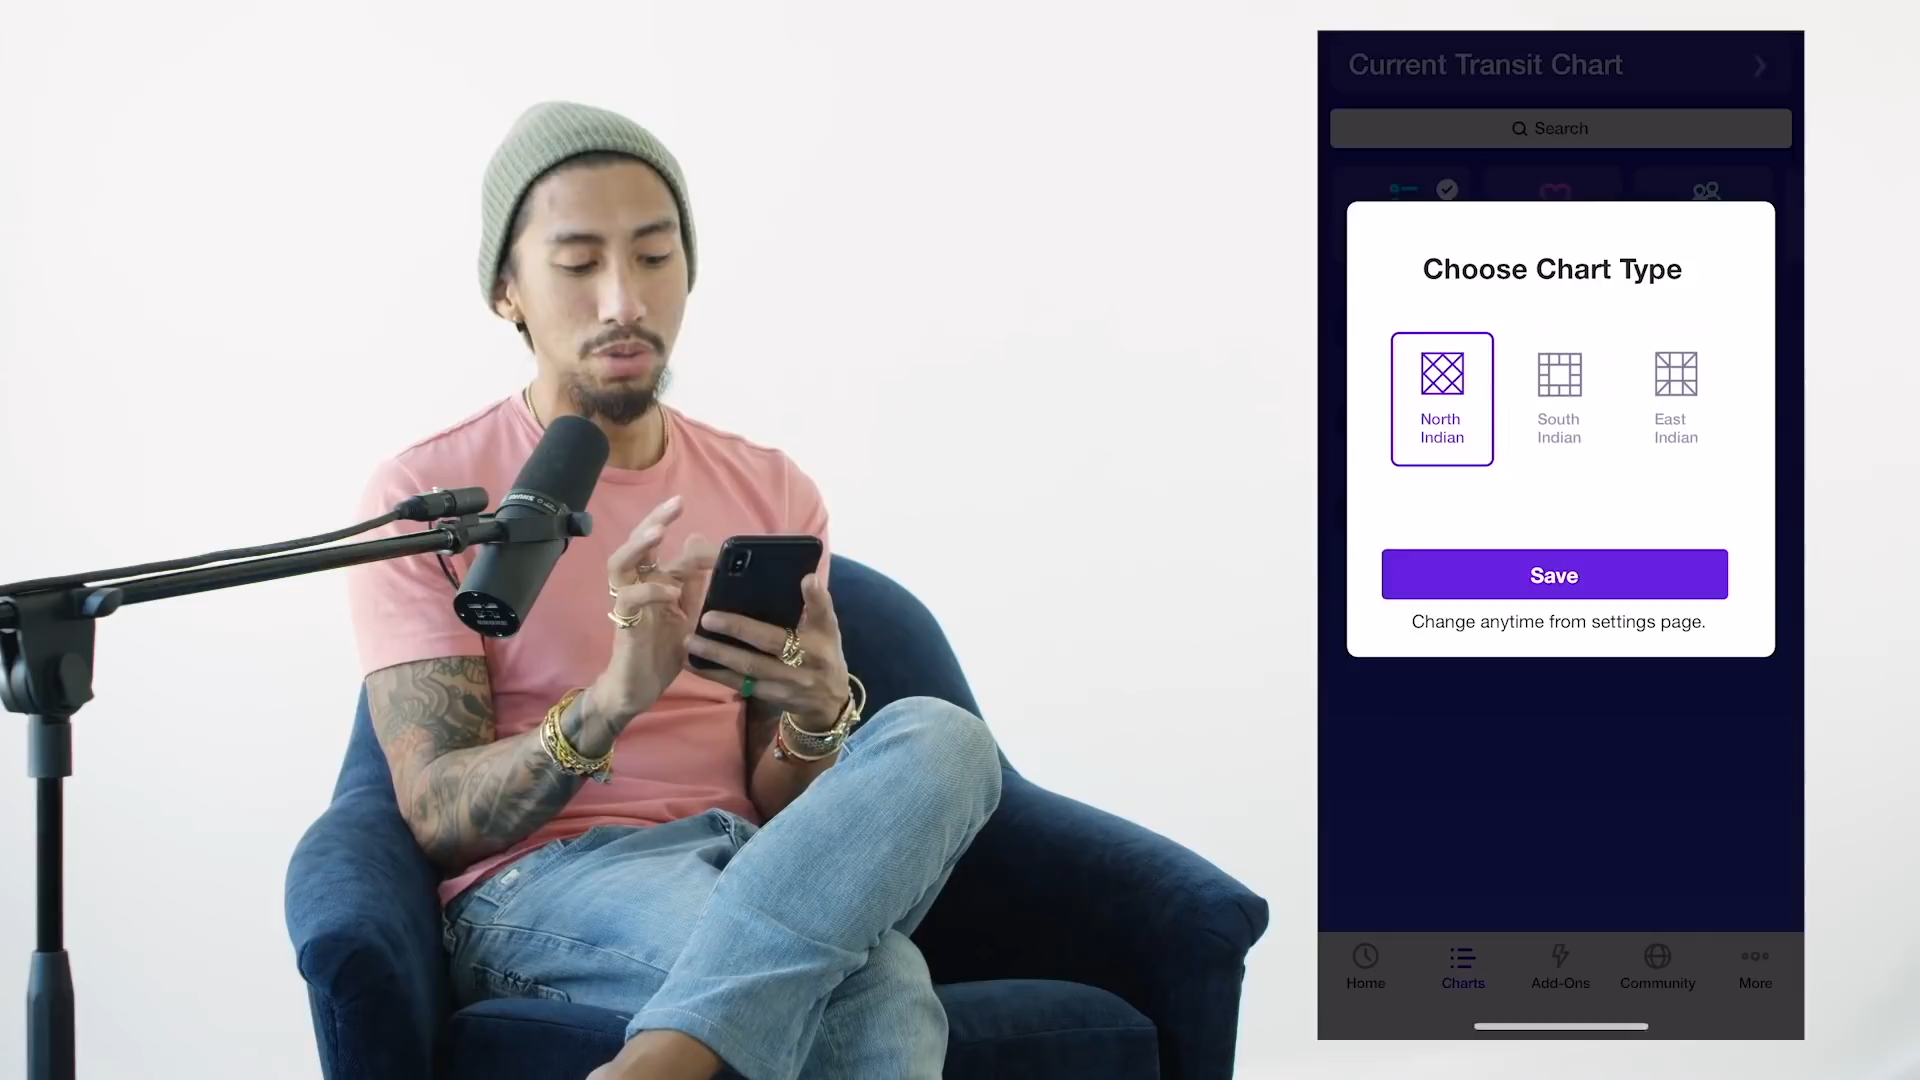 Current Transit Chart
Search
Choose Chart Type
North
Indian
South
Indian
East
Indian
Save
Change anytime from settings page.
Home
Charts
Add-Ons
Community
More
SHURE